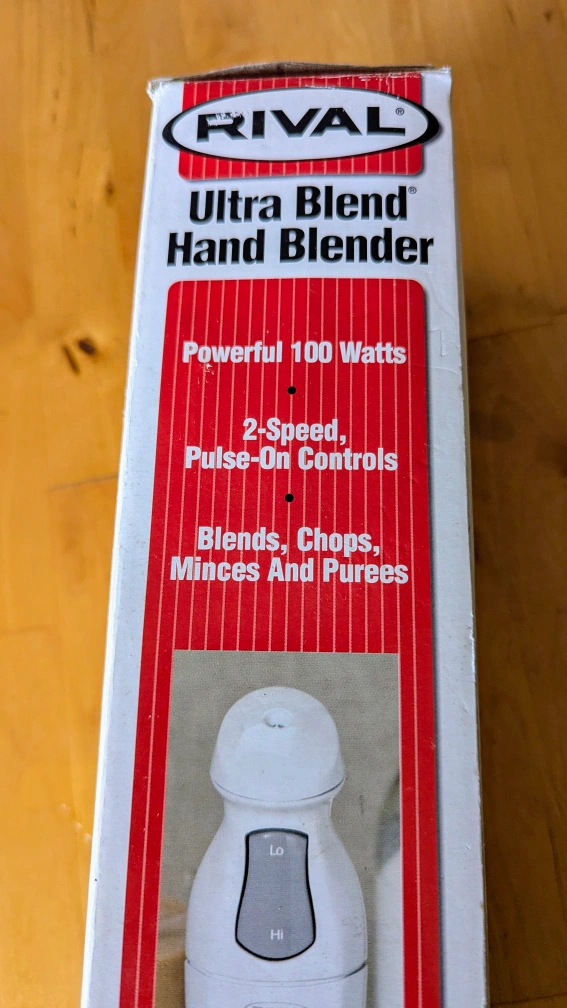 RIVAL®
Ultra Blend®
Hand Blender
Powerful 100 Watts
•
2-Speed,
Pulse-On Controls
•
Blends, Chops,
Minces And Purees
Lo
Hi